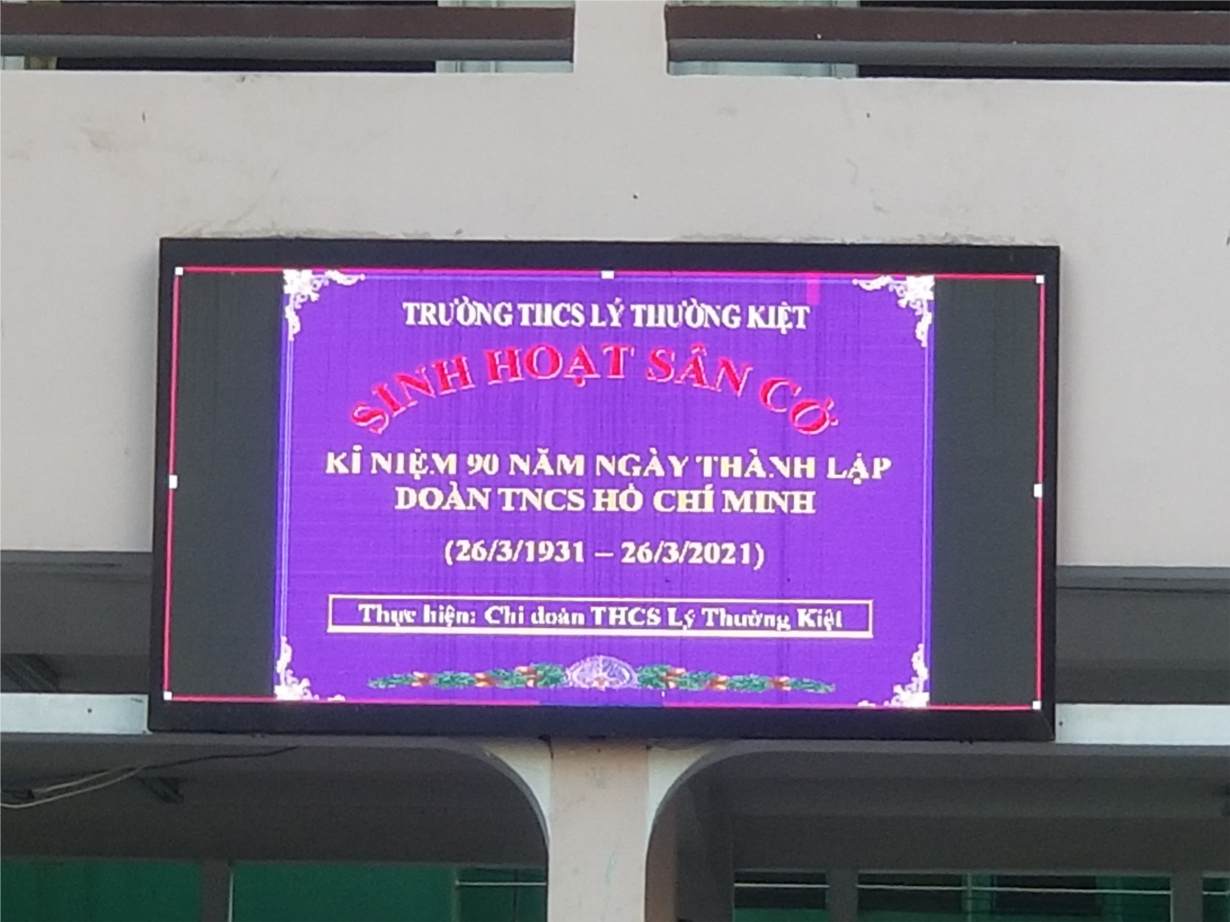 TRƯỜNG THCS LÝ THƯỜNG KIỆT
SINH HOẠT SÂN CỜ
KỈ NIỆM 90 NĂM NGÀY THÀNH LẬP
ĐOÀN TNCS HỒ CHÍ MINH
(26/3/1931 – 26/3/2021)
Thực hiện: Chi đoàn THCS Lý Thường Kiệt